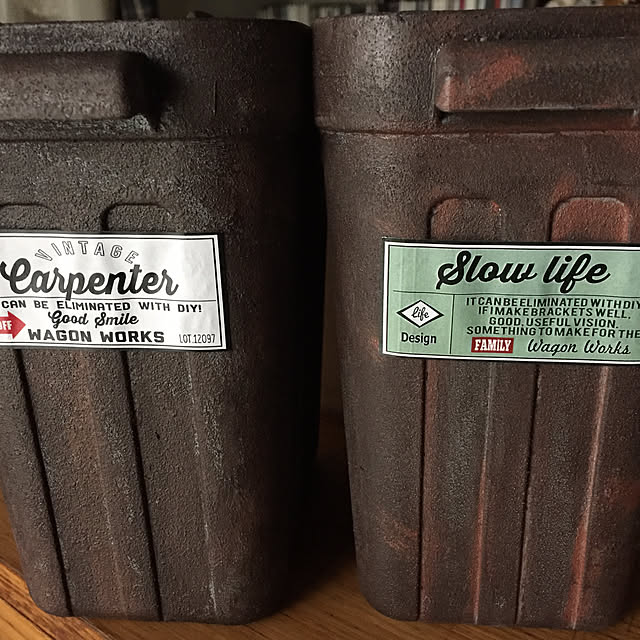 VINTAGE
Carpenter
CAN BE ELIMINATED WITH DIY!
OFF
Good Smile
WAGON WORKS
LOT.12097
Slow life
life
Design
IT CAN BE ELIMINATED WITH DIY
IF I MAKE BRACKETS WELL,
GOOD, USEFUL VISION.
SOMETHING TO MAKE FOR THE
FAMILY
Wagon Works